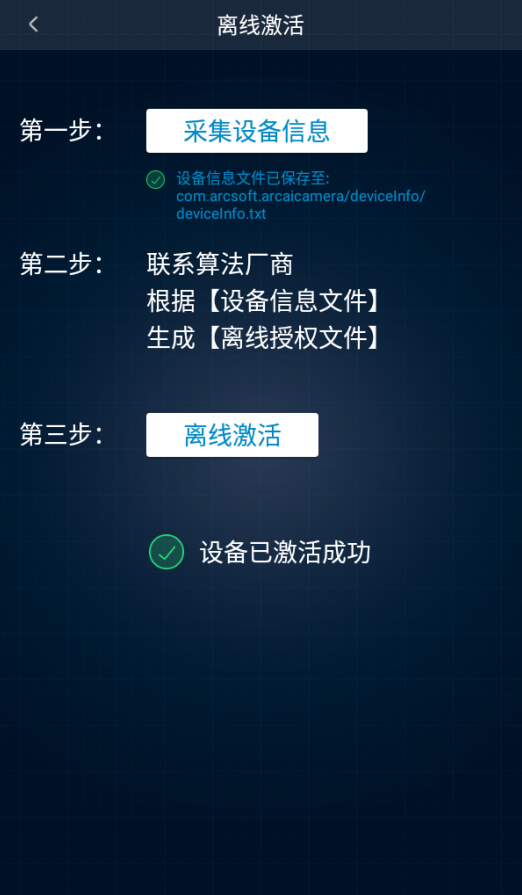 离线激活
第一步：
采集设备信息
设备信息文件已保存至:
com.arcsoft.arcaicamera/deviceInfo/
deviceInfo.txt
第二步：
联系算法厂商
根据【设备信息文件】
生成【离线授权文件】
第三步：
离线激活
设备已激活成功